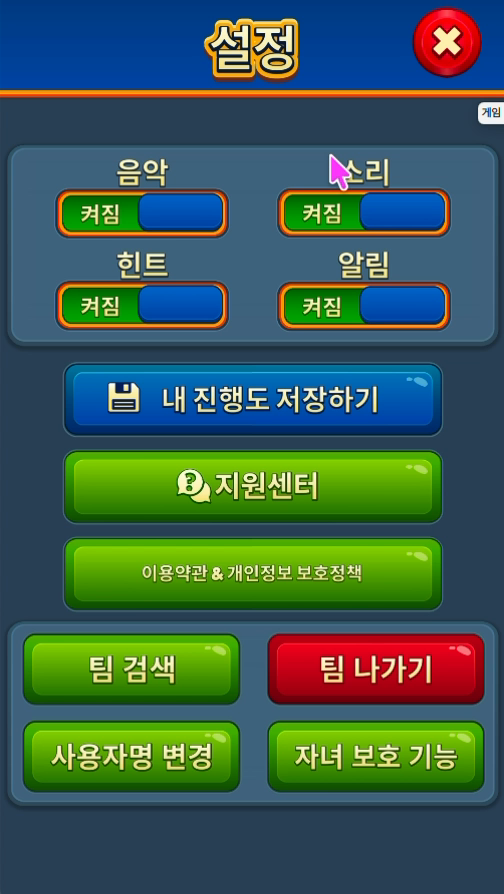 설정
게임
음악 소리
켜짐 켜짐
힌트 알림
켜짐 켜짐
내 진행도 저장하기
지원센터
이용약관 & 개인정보 보호정책
팀 검색 팀 나가기
사용자명 변경 자녀 보호 기능